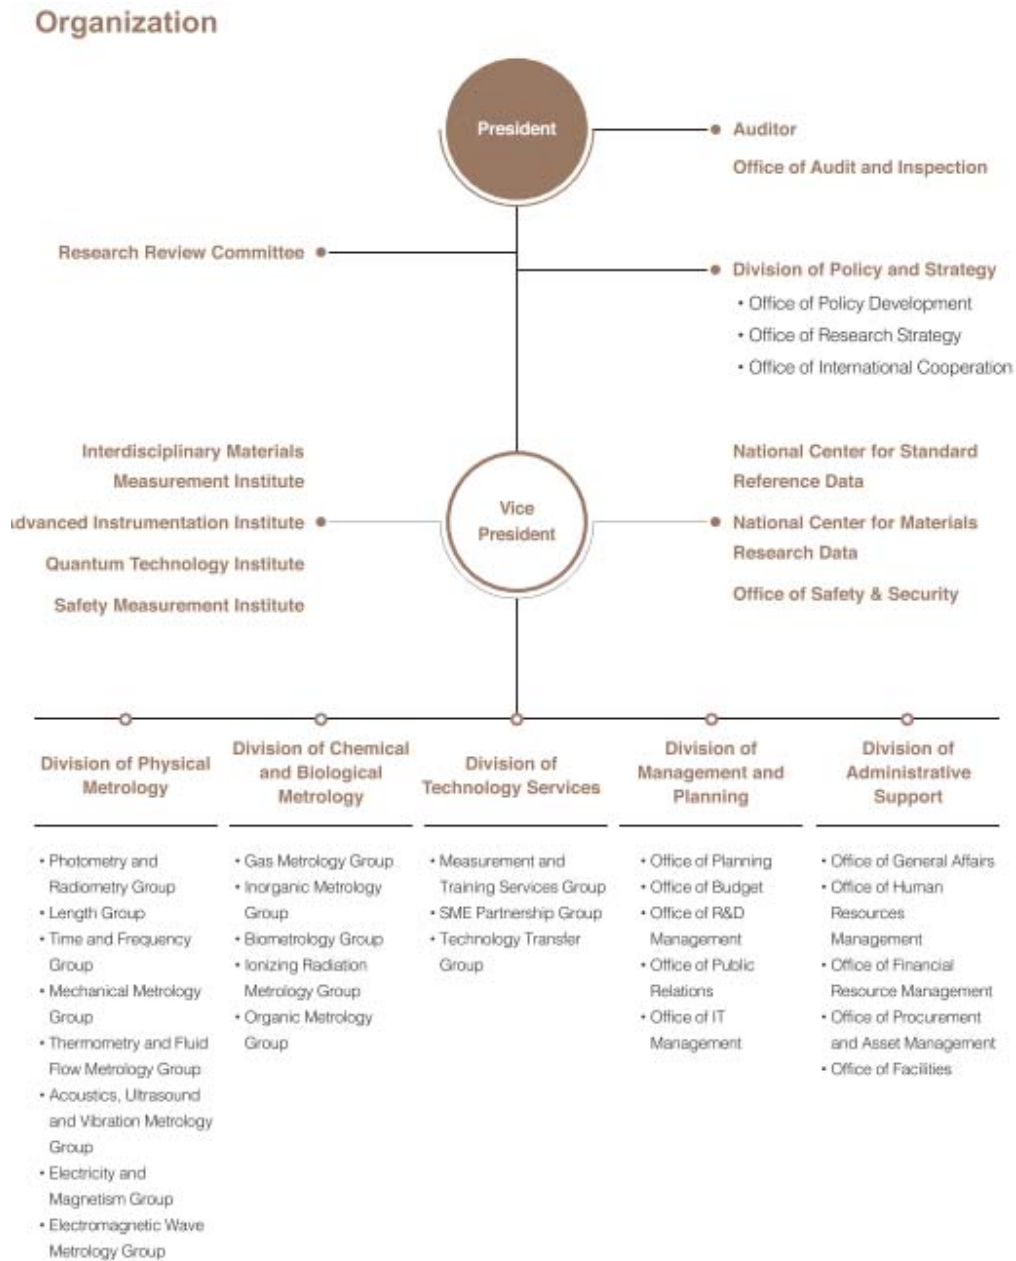 Organization
President
Auditor
Office of Audit and Inspection
Research Review Committee
Division of Policy and Strategy
• Office of Policy Development
• Office of Research Strategy
• Office of International Cooperation
Interdisciplinary Materials
Measurement Institute
dvanced Instrumentation Institute
Quantum Technology Institute
Safety Measurement Institute
Vice
President
National Center for Standard
Reference Data
National Center for Materials
Research Data
Office of Safety & Security
Division of Physical
Metrology
• Photometry and
Radiometry Group
• Length Group
• Time and Frequency
Group
• Mechanical Metrology
Group
• Thermometry and Fluid
Flow Metrology Group
• Acoustics, Ultrasound
and Vibration Metrology
Group
• Electricity and
Magnetism Group
• Electromagnetic Wave
Metrology Group
Division of Chemical
and Biological
Metrology
• Gas Metrology Group
• Inorganic Metrology
Group
• Biometrology Group
• Ionizing Radiation
Metrology Group
• Organic Metrology
Group
Division of
Technology Services
• Measurement and
Training Services Group
• SME Partnership Group
• Technology Transfer
Group
Division of
Management and
Planning
• Office of Planning
• Office of Budget
• Office of R&D
Management
• Office of Public
Relations
• Office of IT
Management
Division of
Administrative
Support
• Office of General Affairs
• Office of Human
Resources
Management
• Office of Financial
Resource Management
• Office of Procurement
and Asset Management
• Office of Facilities